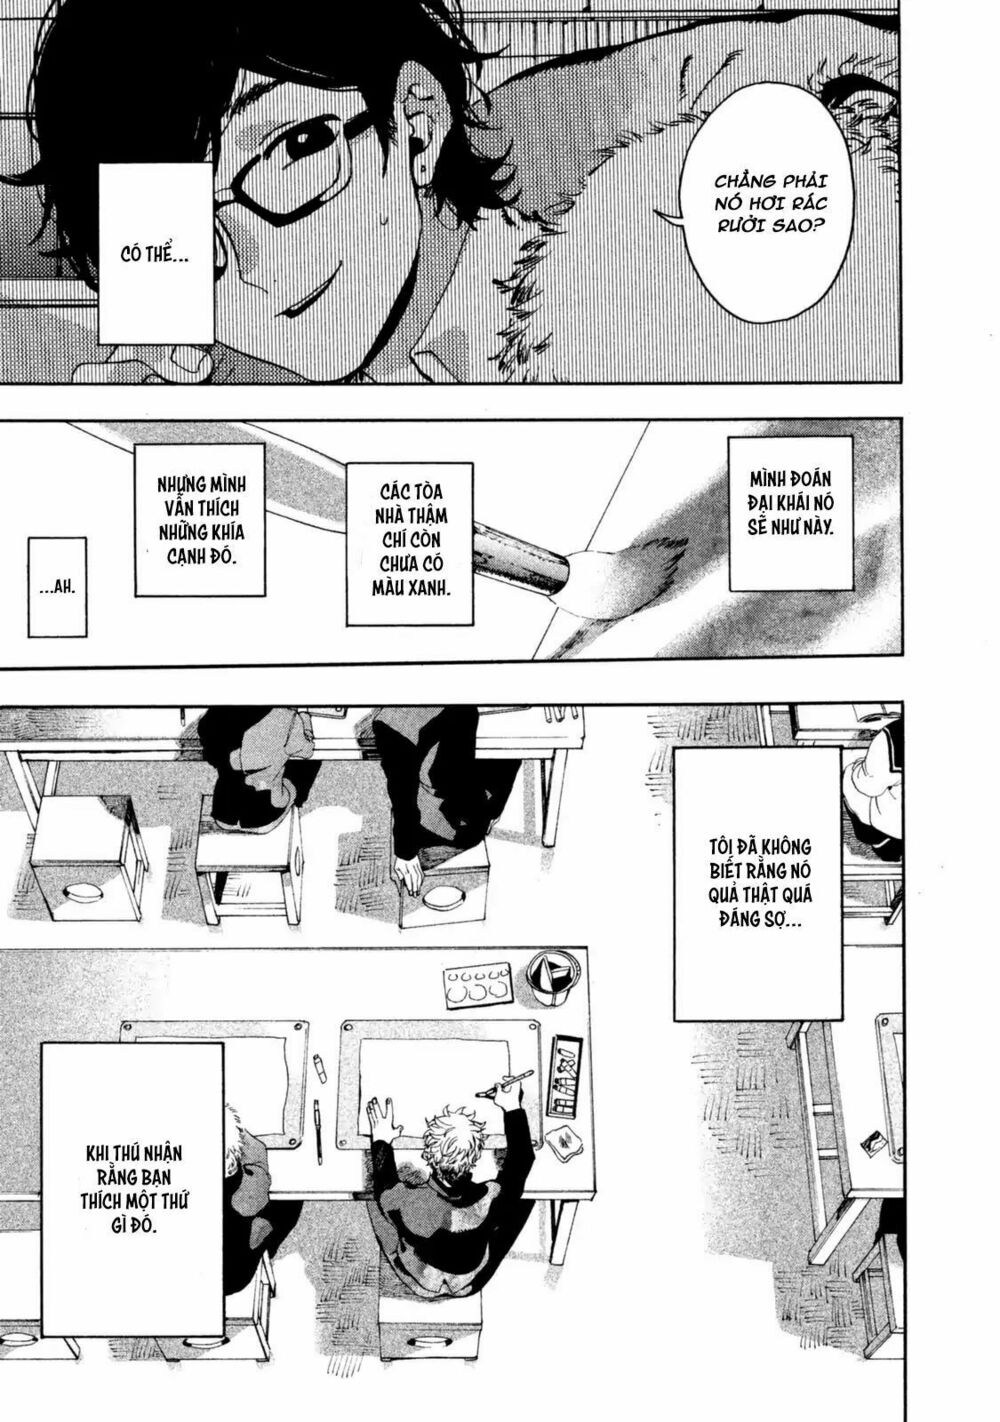 CHẲNG PHẢI
NÓ HƠI RÁC
RƯỞI SAO?
CÓ THỂ...
MÌNH ĐOÁN
ĐẠI KHÁI NÓ
SẼ NHƯ NÀY.
CÁC TÒA
NHÀ THẬM
CHÍ CÒN
CHƯA CÓ
MÀU XANH.
NHƯNG MÌNH
VẪN THÍCH
NHỮNG KHÍA
CẠNH ĐÓ.
...AH.
TÔI ĐÃ KHÔNG
BIẾT RẰNG NÓ
QUẢ THẬT QUÁ
ĐÁNG SỢ...
KHI THÚ NHẬN
RẰNG BẠN
THÍCH MỘT THỨ
GÌ ĐÓ.